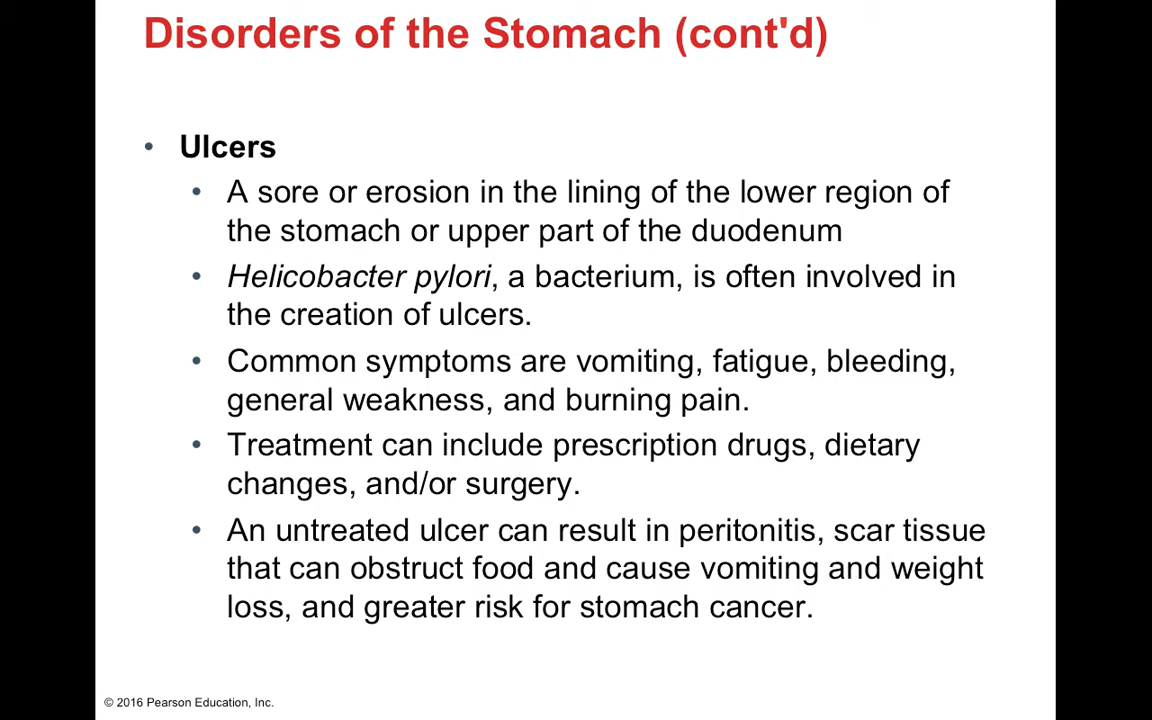 Disorders of the Stomach (cont'd)
• Ulcers
• A sore or erosion in the lining of the lower region of
the stomach or upper part of the duodenum
• Helicobacter pylori, a bacterium, is often involved in
the creation of ulcers.
• Common symptoms are vomiting, fatigue, bleeding,
general weakness, and burning pain.
• Treatment can include prescription drugs, dietary
changes, and/or surgery.
• An untreated ulcer can result in peritonitis, scar tissue
that can obstruct food and cause vomiting and weight
loss, and greater risk for stomach cancer.
© 2016 Pearson Education, Inc.